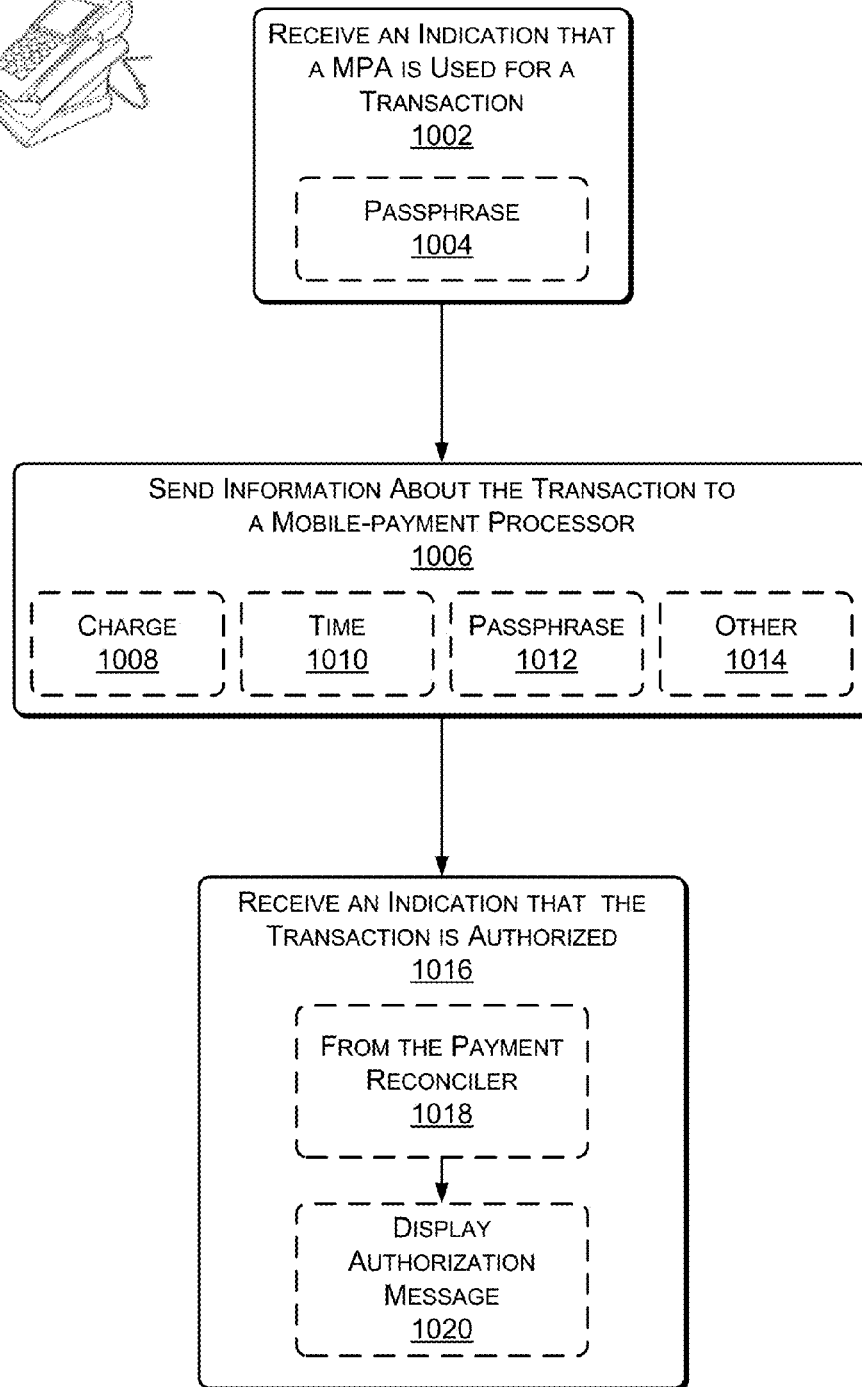 RECEIVE AN INDICATION THAT
A MPA IS USED FOR A
TRANSACTION
1002
PASSPHRASE
1004
SEND INFORMATION ABOUT THE TRANSACTION TO
A MOBILE-PAYMENT PROCESSOR
1006
CHARGE
1008
TIME
1010
PASSPHRASE
1012
OTHER
1014
RECEIVE AN INDICATION THAT THE
TRANSACTION IS AUTHORIZED
1016
FROM THE PAYMENT
RECONCILER
1018
DISPLAY
AUTHORIZATION
MESSAGE
1020